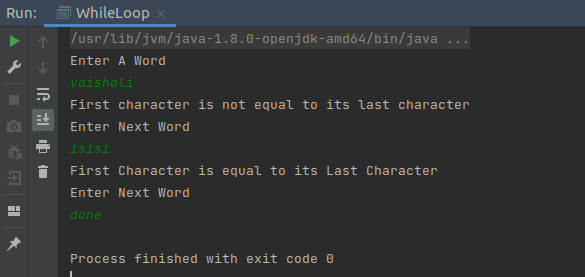 Run: WhileLoop
/usr/lib/jvm/java-1.8.0-openjdk-amd64/bin/java ...
Enter A Word
vaishali
First character is not equal to its last character
Enter Next Word
isisi
First Character is equal to its Last Character
Enter Next Word
done
Process finished with exit code 0